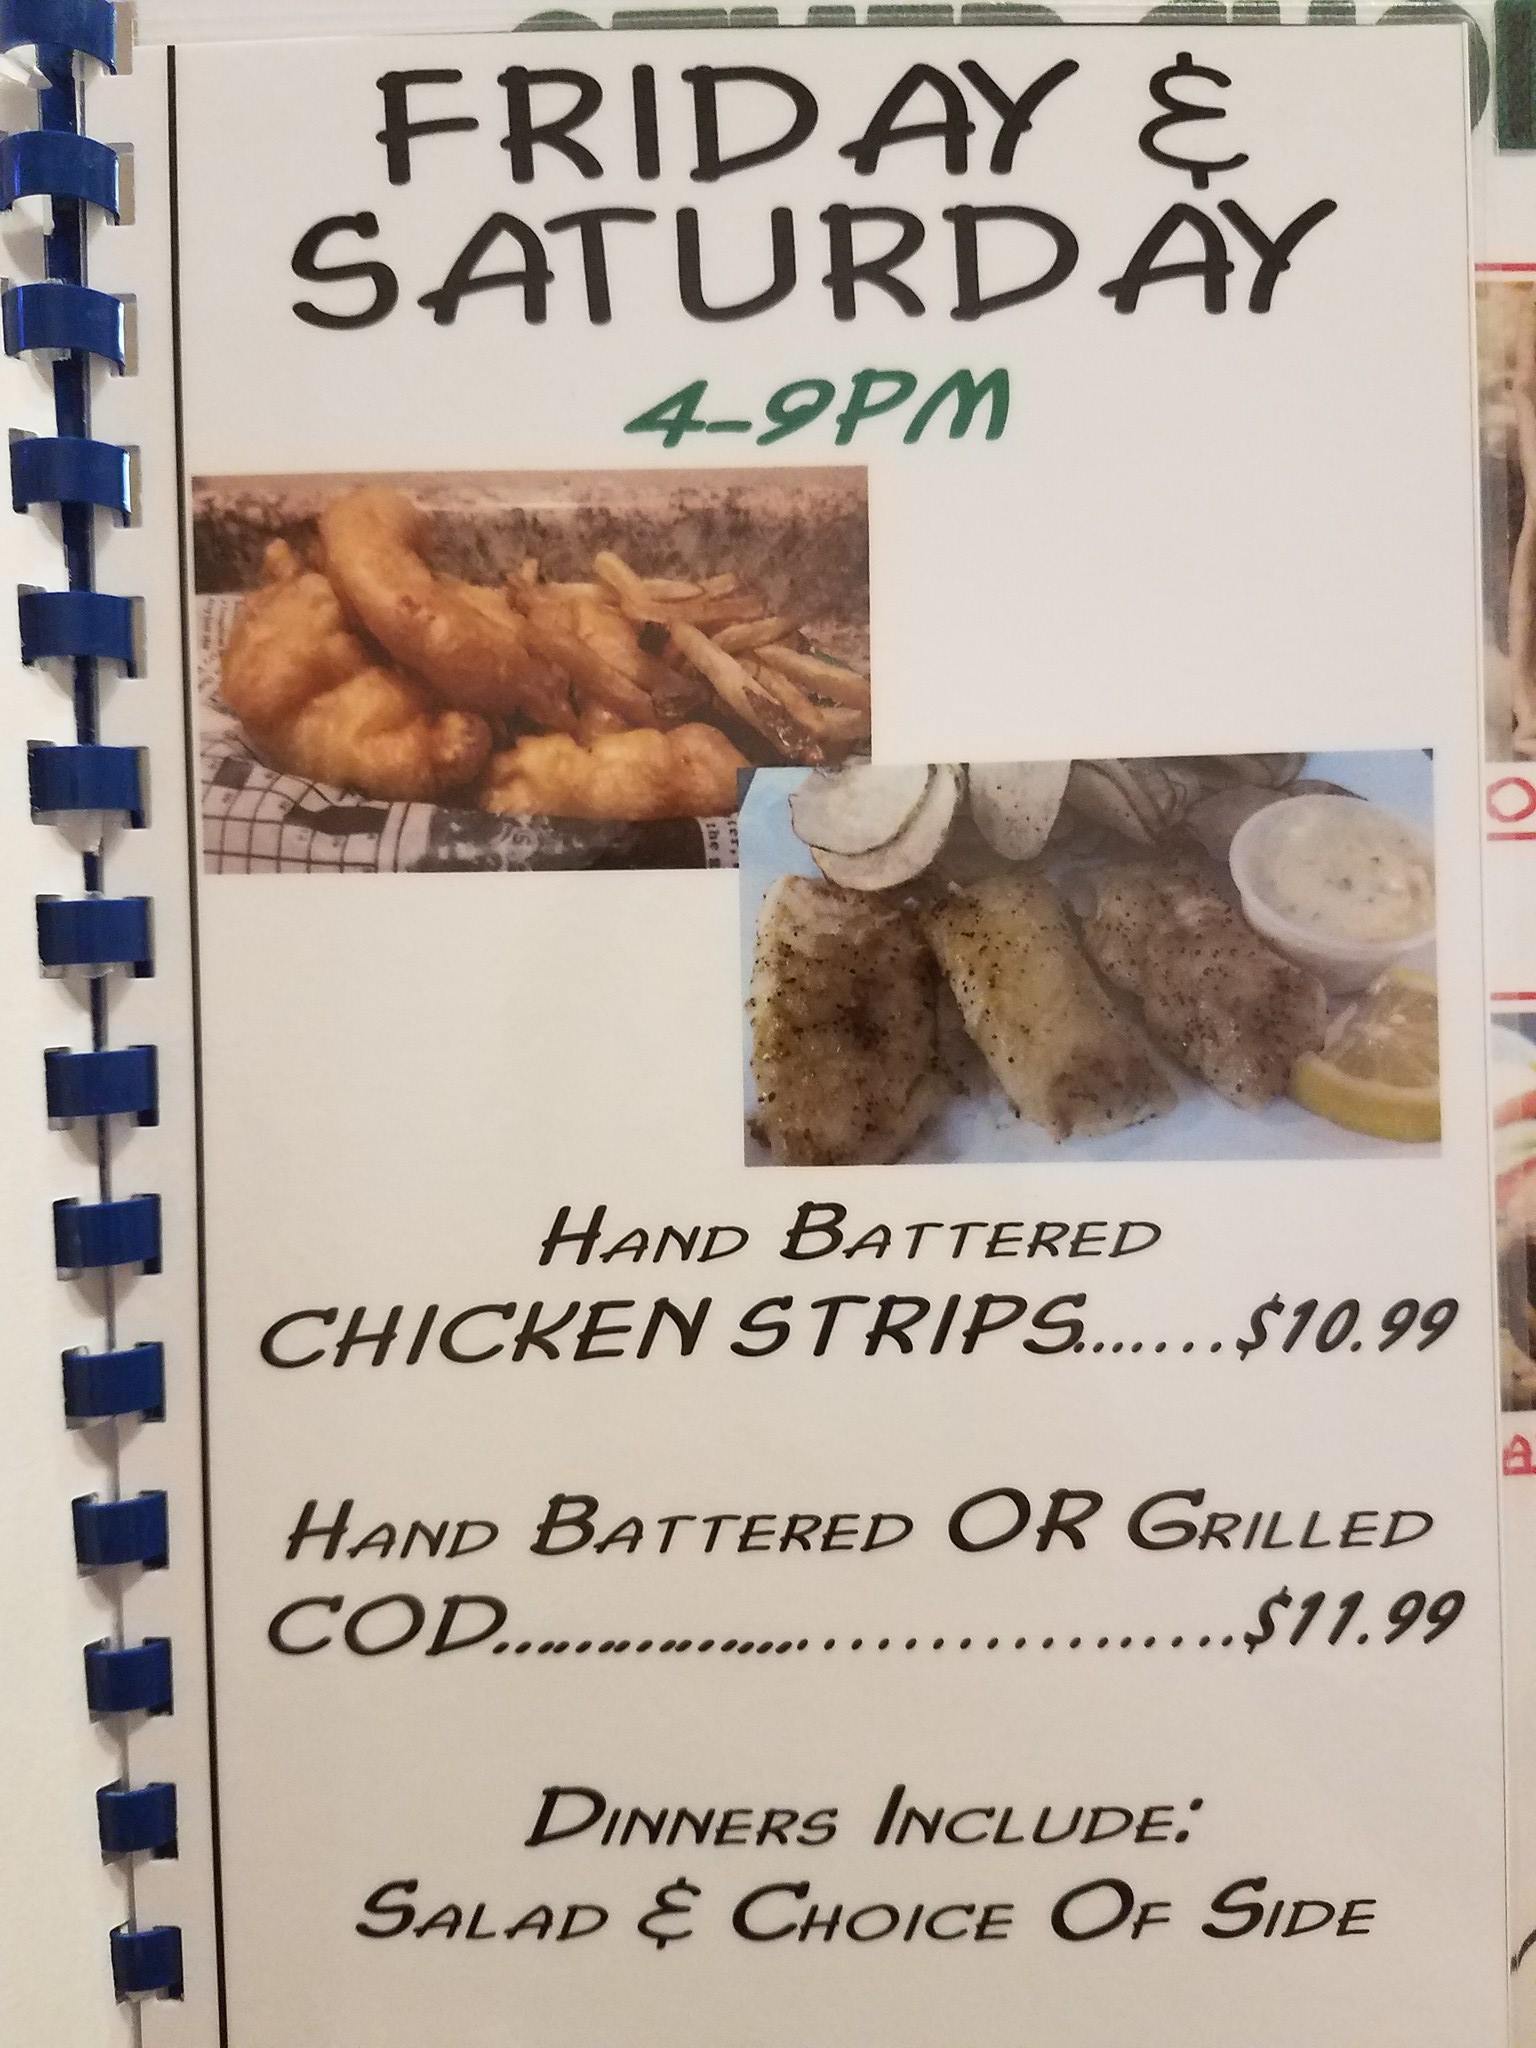 FRIDAY &
SATURDAY
4-9PM
HAND BATTERED
CHICKEN STRIPS.......$10.99
HAND BATTERED OR GRILLED
COD.....................................$11.99
DINNERS INCLUDE:
SALAD & CHOICE OF SIDE